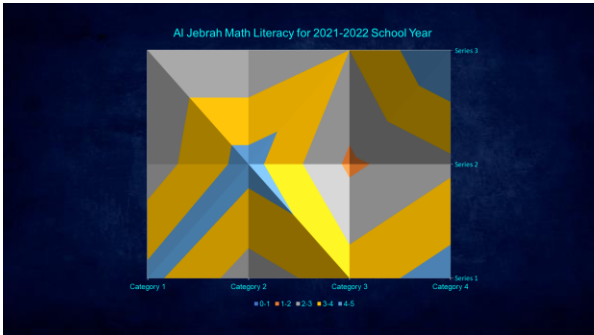 Al Jebrah Math Literacy for 2021-2022 School Year
Series 3
Series 2
Series 1
Category 1 Category 2 Category 3 Category 4
0-1 1-2 2-3 3-4 4-5